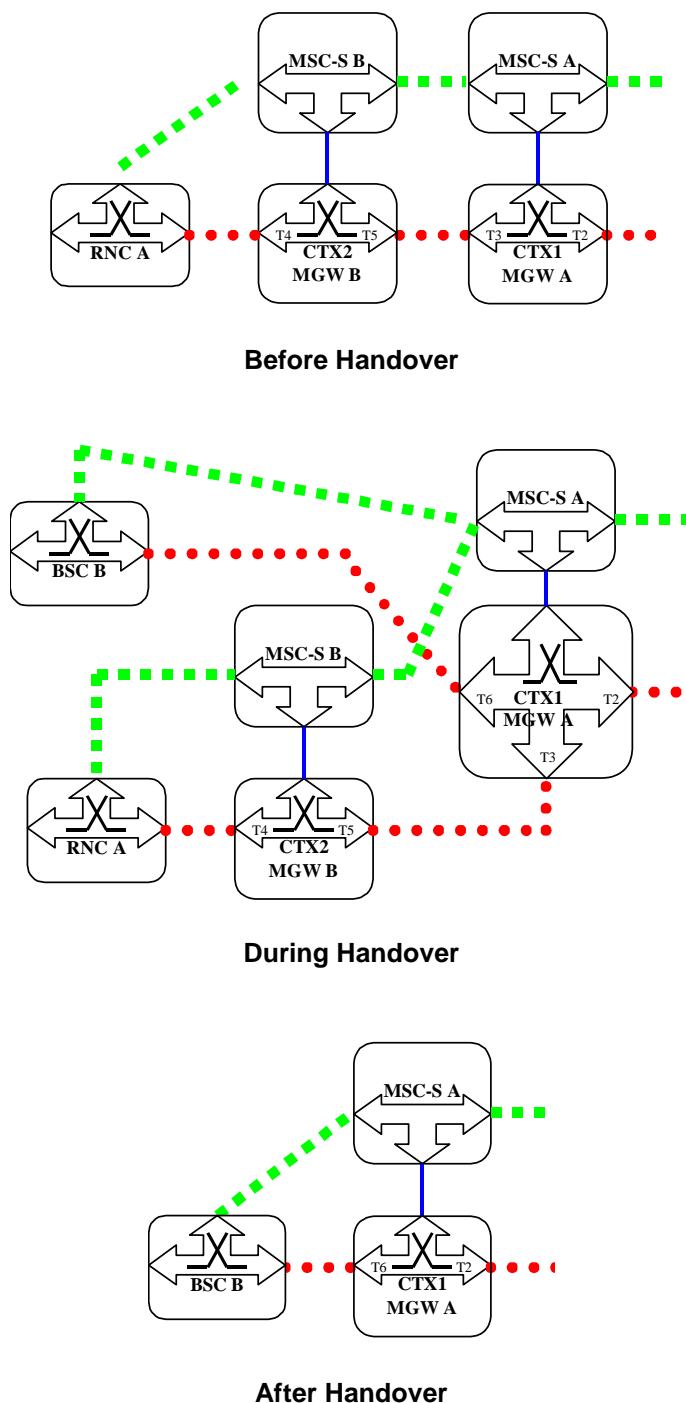 MSC-S B
MSC-S A
T4
T5
T3
T2
RNC A
CTX2
CTX1
MGW B
MGW A
Before Handover
MSC-S A
BSC B
MSC-S B
T6
CTX1
T2
MGW A
T3
T4
T5
RNC A
CTX2
MGW B
During Handover
MSC-S A
T6
T2
BSC B
CTX1
MGW A
After Handover